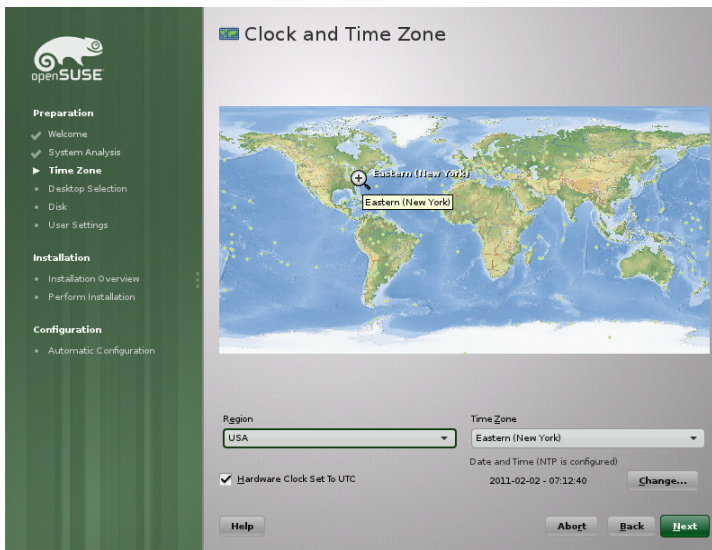 openSUSE
Preparation
Welcome
System Analysis
Time Zone
Desktop Selection
Disk
User Settings
Installation
Installation Overview
Perform Installation
Configuration
Automatic Configuration
Clock and Time Zone
Eastern (New York)
Eastern (New York)
Region
USA
Time Zone
Eastern (New York)
Hardware Clock Set To UTC
Date and Time (NTP is configured)
2011-02-02 - 07:12:40
Change...
Help
Abort
Back
Next